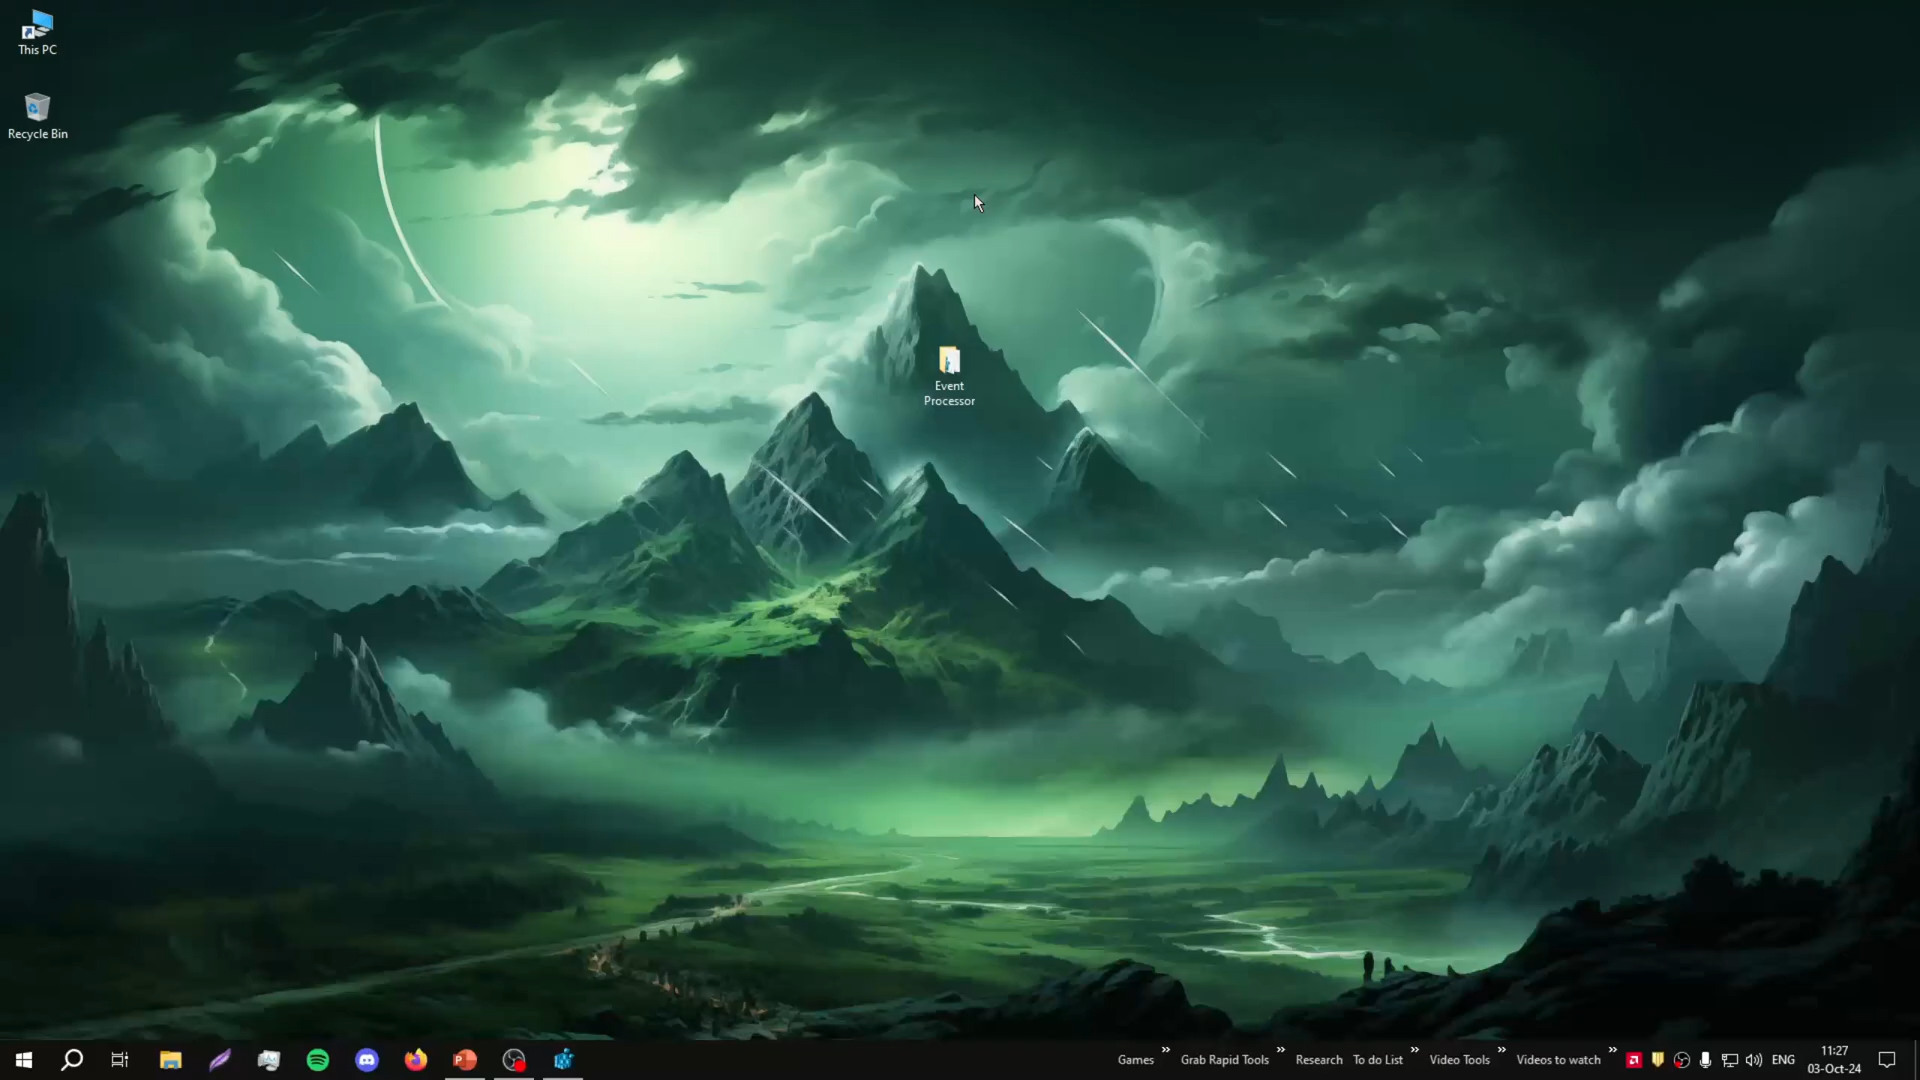 This PC
Recycle Bin
Event
Processor
Games
Grab Rapid Tools
Research
To do List
Video Tools
Videos to watch
ENG
11:27
03-Oct-24